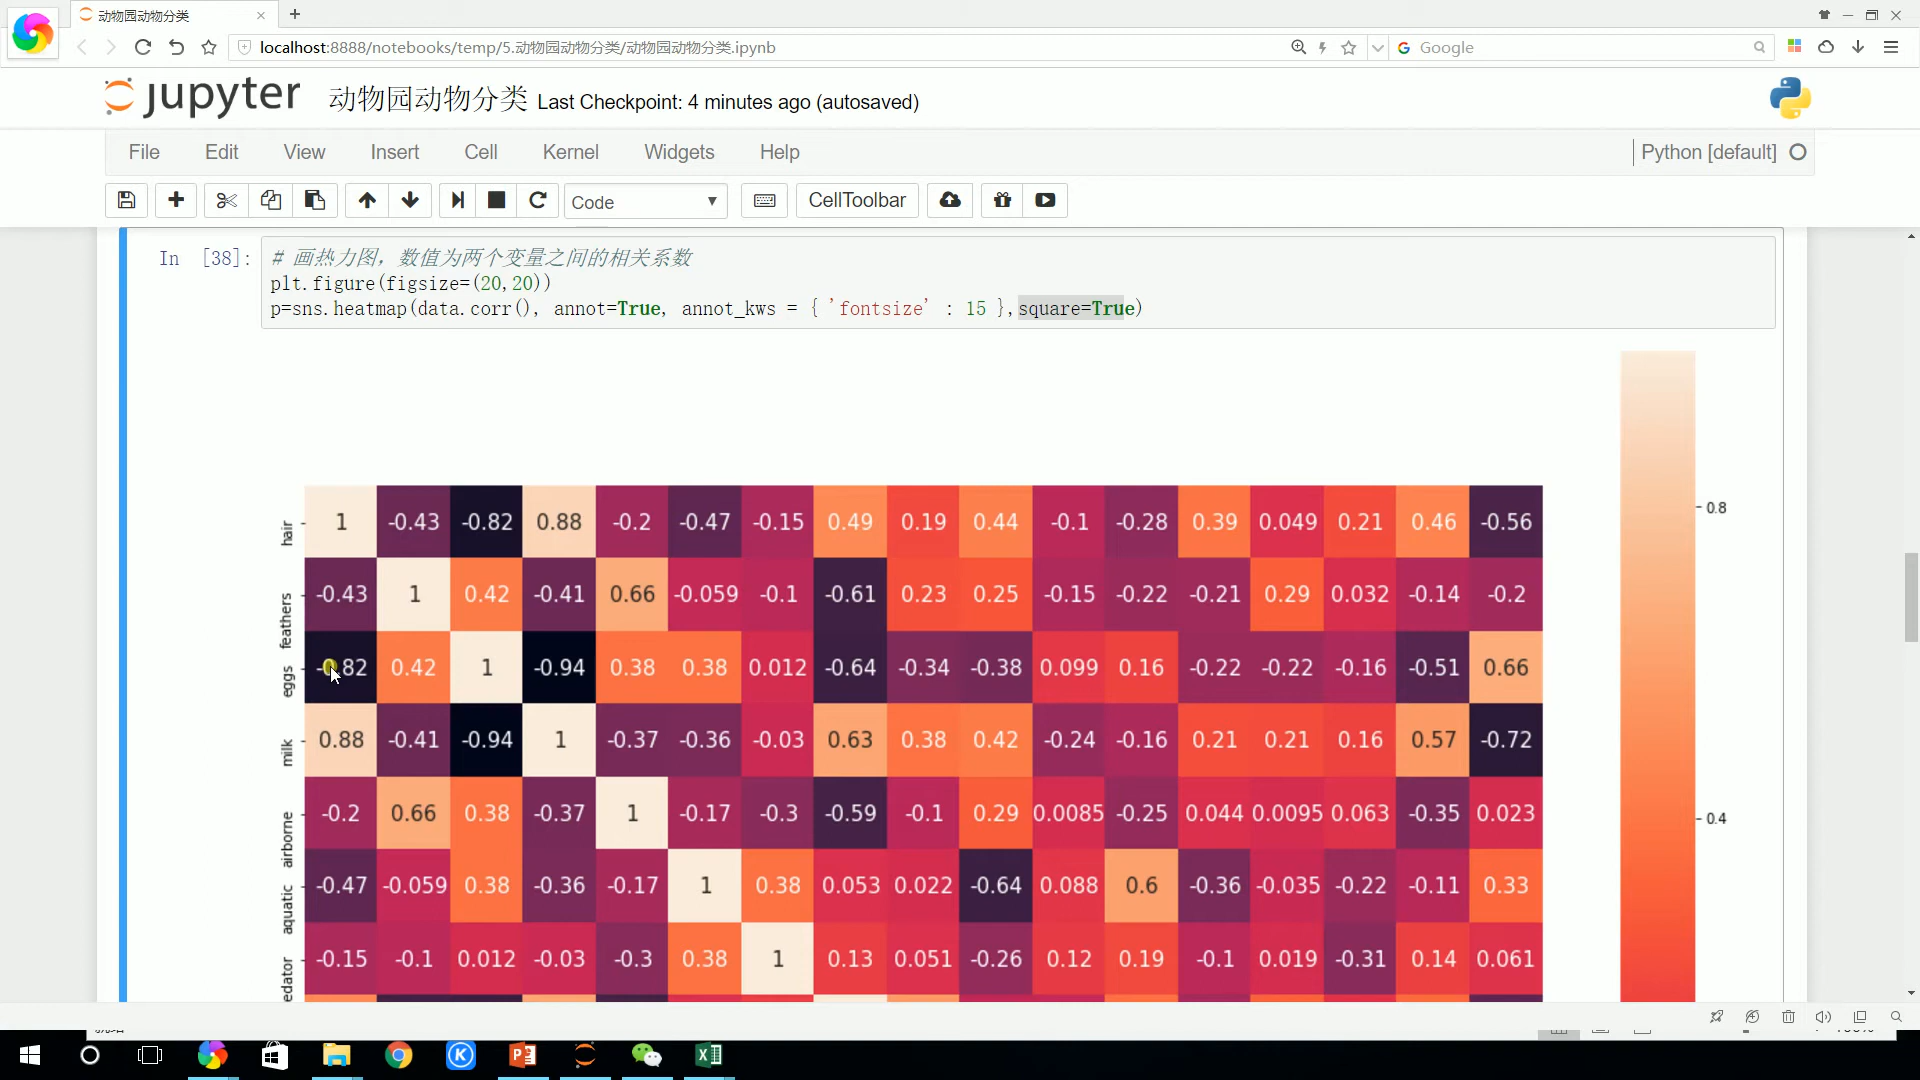 动物园动物分类
localhost:8888/notebooks/temp/5.动物园动物分类/动物园动物分类.ipynb
Google
jupyter 动物园动物分类 Last Checkpoint: 4 minutes ago (autosaved)
File Edit View Insert Cell Kernel Widgets Help Python [default]
Code CellToolbar
In [38]: # 画热力图，数值为两个变量之间的相关系数
plt.figure(figsize=(20,20))
p=sns.heatmap(data.corr(), annot=True, annot_kws = { 'fontsize' : 15 },square=True)
0.8
hair 1 -0.43 -0.82 0.88 -0.2 -0.47 -0.15 0.49 0.19 0.44 -0.1 -0.28 0.39 0.049 0.21 0.46 -0.56
feathers -0.43 1 0.42 -0.41 0.66 -0.059 -0.1 -0.61 0.23 0.25 -0.15 -0.22 -0.21 0.29 0.032 -0.14 -0.2
eggs -0.82 0.42 1 -0.94 0.38 0.38 0.012 -0.64 -0.34 -0.38 0.099 0.16 -0.22 -0.22 -0.16 -0.51 0.66
milk 0.88 -0.41 -0.94 1 -0.37 -0.36 -0.03 0.63 0.38 0.42 -0.24 -0.16 0.21 0.21 0.16 0.57 -0.72
airborne -0.2 0.66 0.38 -0.37 1 -0.17 -0.3 -0.59 -0.1 0.29 0.0085 -0.25 0.044 0.0095 0.063 -0.35 0.023
0.4
aquatic -0.47 -0.059 0.38 -0.36 -0.17 1 0.38 0.053 0.022 -0.64 0.088 0.6 -0.36 -0.035 -0.22 -0.11 0.33
edator -0.15 -0.1 0.012 -0.03 -0.3 0.38 1 0.13 0.051 -0.26 0.12 0.19 -0.1 0.019 -0.31 0.14 0.061